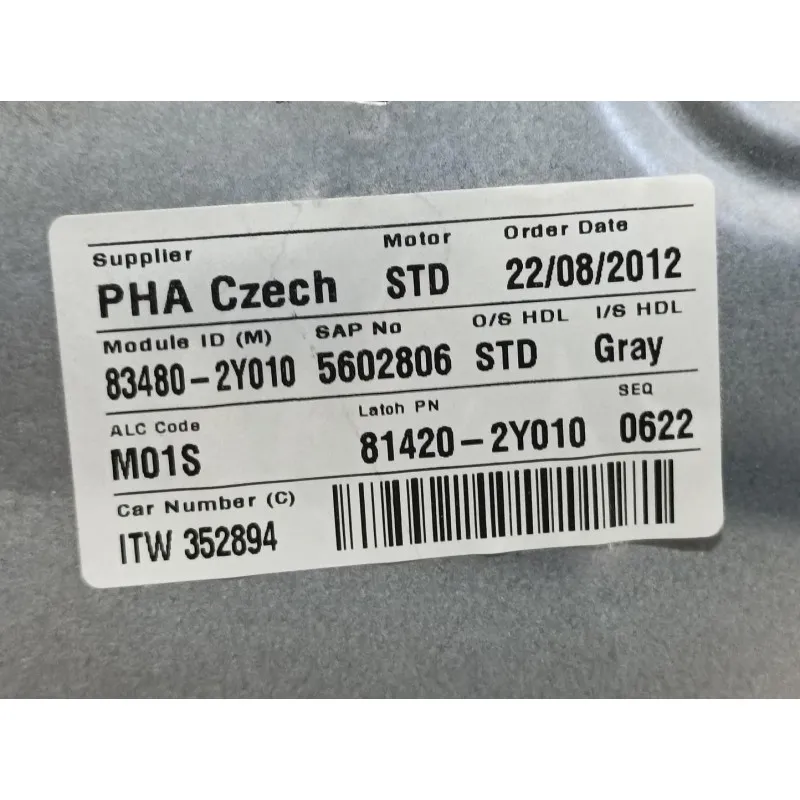 Supplier Motor Order Date
PHA Czech STD 22/08/2012
Module ID (M) SAP No O/S HDL I/S HDL
83480-2Y010 5602806 STD Gray
ALC Code Latch PN SEQ
M01S 81420-2Y010 0622
Car Number (C)
ITW 352894